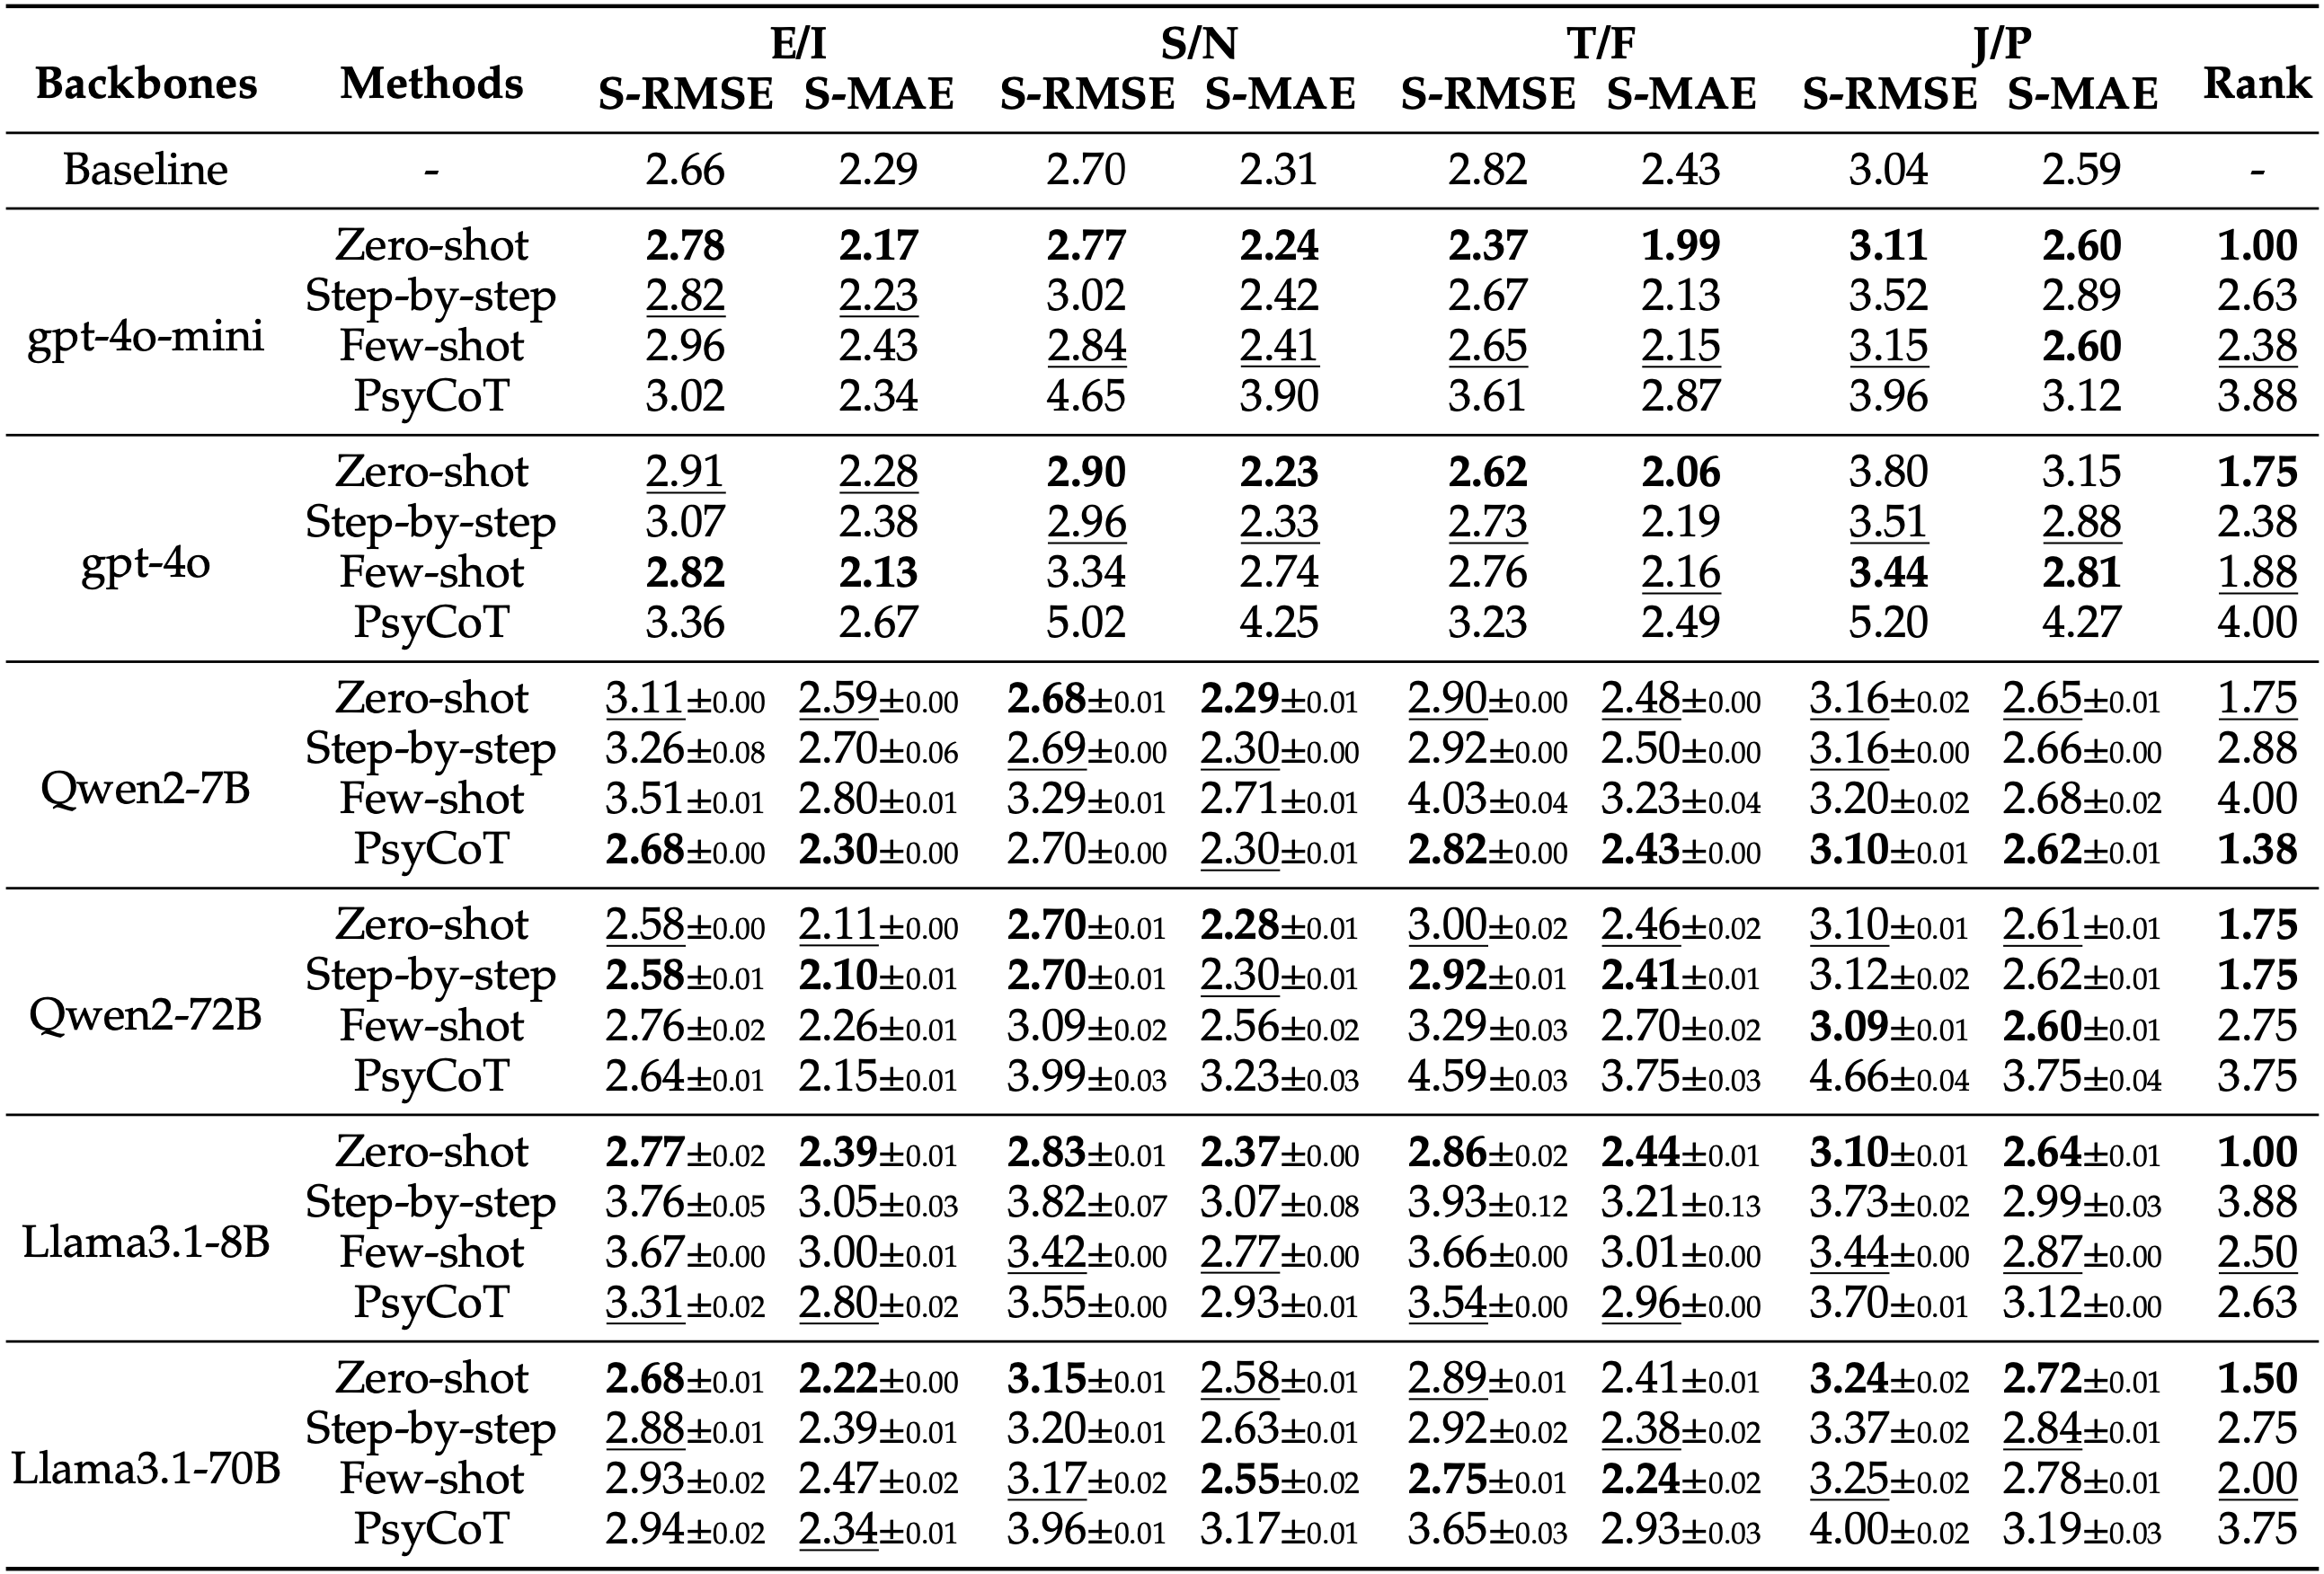 E/I S/N T/F J/P
Backbones Methods S-RMSE S-MAE S-RMSE S-MAE S-RMSE S-MAE S-RMSE S-MAE Rank
Baseline - 2.66 2.29 2.70 2.31 2.82 2.43 3.04 2.59 -
Zero-shot 2.78 2.17 2.77 2.24 2.37 1.99 3.11 2.60 1.00
Step-by-step 2.82 2.23 3.02 2.42 2.67 2.13 3.52 2.89 2.63
gpt-4o-mini
Few-shot 2.96 2.43 2.84 2.41 2.65 2.15 3.15 2.60 2.38
PsyCoT 3.02 2.34 4.65 3.90 3.61 2.87 3.96 3.12 3.88
Zero-shot 2.91 2.28 2.90 2.23 2.62 2.06 3.80 3.15 1.75
Step-by-step 3.07 2.38 2.96 2.33 2.73 2.19 3.51 2.88 2.38
gpt-4o
Few-shot 2.82 2.13 3.34 2.74 2.76 2.16 3.44 2.81 1.88
PsyCoT 3.36 2.67 5.02 4.25 3.23 2.49 5.20 4.27 4.00
Zero-shot 3.11±0.00 2.59±0.00 2.68±0.01 2.29±0.01 2.90±0.00 2.48±0.00 3.16±0.02 2.65±0.01 1.75
Step-by-step 3.26±0.08 2.70±0.06 2.69±0.00 2.30±0.00 2.92±0.00 2.50±0.00 3.16±0.00 2.66±0.00 2.88
Qwen2-7B
Few-shot 3.51±0.01 2.80±0.01 3.29±0.01 2.71±0.01 4.03±0.04 3.23±0.04 3.20±0.02 2.68±0.02 4.00
PsyCoT 2.68±0.00 2.30±0.00 2.70±0.00 2.30±0.01 2.82±0.00 2.43±0.00 3.10±0.01 2.62±0.01 1.38
Zero-shot 2.58±0.00 2.11±0.00 2.70±0.01 2.28±0.01 3.00±0.02 2.46±0.02 3.10±0.01 2.61±0.01 1.75
Step-by-step 2.58±0.01 2.10±0.01 2.70±0.01 2.30±0.01 2.92±0.01 2.41±0.01 3.12±0.02 2.62±0.01 1.75
Qwen2-72B
Few-shot 2.76±0.02 2.26±0.01 3.09±0.02 2.56±0.02 3.29±0.03 2.70±0.02 3.09±0.01 2.60±0.01 2.75
PsyCoT 2.64±0.01 2.15±0.01 3.99±0.03 3.23±0.03 4.59±0.03 3.75±0.03 4.66±0.04 3.75±0.04 3.75
Zero-shot 2.77±0.02 2.39±0.01 2.83±0.01 2.37±0.00 2.86±0.02 2.44±0.01 3.10±0.01 2.64±0.01 1.00
Step-by-step 3.76±0.05 3.05±0.03 3.82±0.07 3.07±0.08 3.93±0.12 3.21±0.13 3.73±0.02 2.99±0.03 3.88
Llama3.1-8B
Few-shot 3.67±0.00 3.00±0.01 3.42±0.00 2.77±0.00 3.66±0.00 3.01±0.00 3.44±0.00 2.87±0.00 2.50
PsyCoT 3.31±0.02 2.80±0.02 3.55±0.00 2.93±0.01 3.54±0.00 2.96±0.00 3.70±0.01 3.12±0.00 2.63
Zero-shot 2.68±0.01 2.22±0.00 3.15±0.01 2.58±0.01 2.89±0.01 2.41±0.01 3.24±0.02 2.72±0.01 1.50
Step-by-step 2.88±0.01 2.39±0.01 3.20±0.01 2.63±0.01 2.92±0.02 2.38±0.02 3.37±0.02 2.84±0.01 2.75
Llama3.1-70B
Few-shot 2.93±0.02 2.47±0.02 3.17±0.02 2.55±0.02 2.75±0.01 2.24±0.02 3.25±0.02 2.78±0.01 2.00
PsyCoT 2.94±0.02 2.34±0.01 3.96±0.01 3.17±0.01 3.65±0.03 2.93±0.03 4.00±0.02 3.19±0.03 3.75